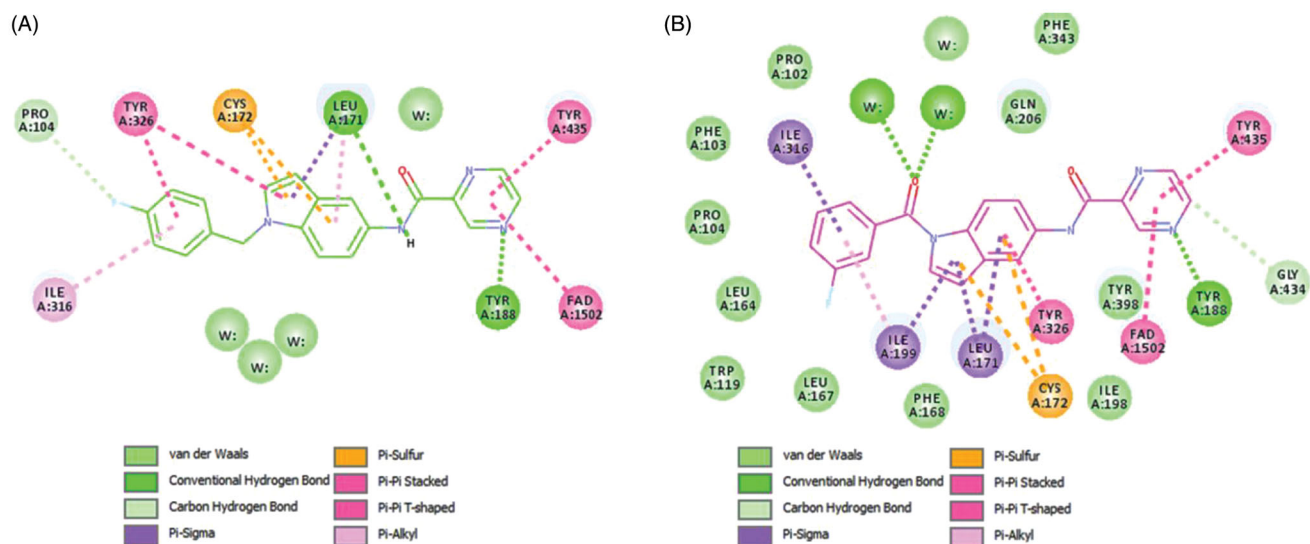 (A)
PRO
A:104
TYR
A:326
CYS
A:172
LEU
A:171
W:
TYR
A:435
O
N
N
N
N
H
ILE
A:316
W:
W:
W:
TYR
A:188
FAD
A:1502
van der Waals
Conventional Hydrogen Bond
Carbon Hydrogen Bond
Pi-Sigma
Pi-Sulfur
Pi-Pi Stacked
Pi-Pi T-shaped
Pi-Alkyl
(B)
W:
PHE
A:343
PRO
A:102
W:
W:
GLN
A:206
TYR
A:435
PHE
A:103
ILE
A:316
O
O
N
N
N
N
PRO
A:104
GLY
A:434
LEU
A:164
TYR
A:398
TYR
A:188
TYR
A:326
FAD
A:1502
ILE
A:199
LEU
A:171
TRP
A:119
LEU
A:167
PHE
A:168
CYS
A:172
ILE
A:198
van der Waals
Conventional Hydrogen Bond
Carbon Hydrogen Bond
Pi-Sigma
Pi-Sulfur
Pi-Pi Stacked
Pi-Pi T-shaped
Pi-Alkyl